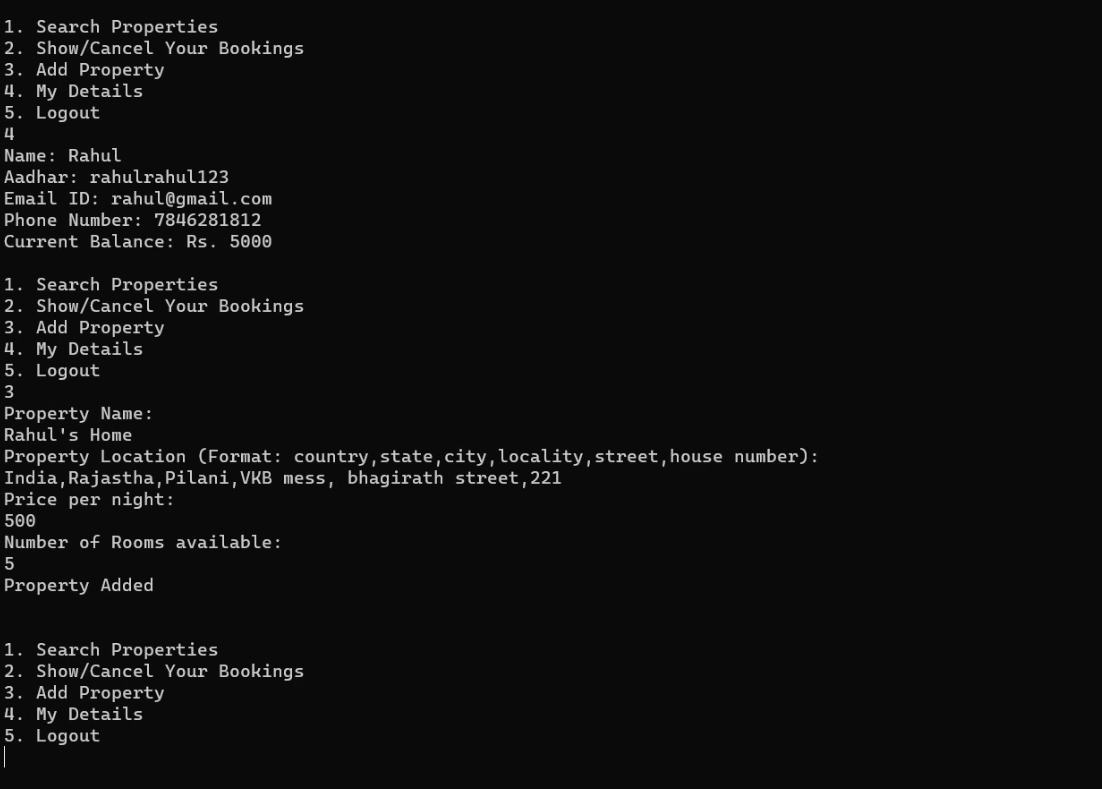 1. Search Properties
2. Show/Cancel Your Bookings
3. Add Property
4. My Details
5. Logout
4
Name: Rahul
Aadhar: rahulrahul123
Email ID: rahul@gmail.com
Phone Number: 7846281812
Current Balance: Rs. 5000
1. Search Properties
2. Show/Cancel Your Bookings
3. Add Property
4. My Details
5. Logout
3
Property Name:
Rahul's Home
Property Location (Format: country,state,city,locality,street,house number):
India,Rajastha,Pilani,VKB mess, bhagirath street,221
Price per night:
500
Number of Rooms available:
5
Property Added
1. Search Properties
2. Show/Cancel Your Bookings
3. Add Property
4. My Details
5. Logout